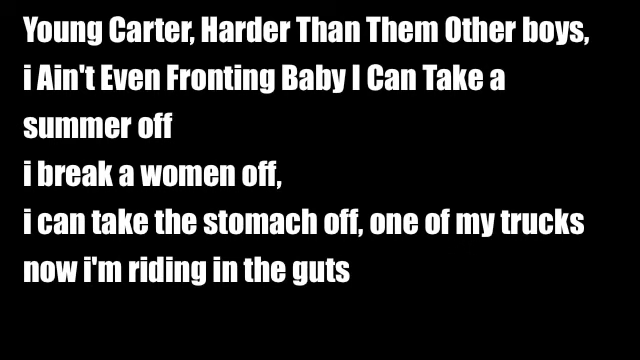 Young Carter, Harder Than Them Other boys,
i Ain't Even Fronting Baby I Can Take a
summer off
i break a women off,
i can take the stomach off, one of my trucks
now i'm riding in the guts